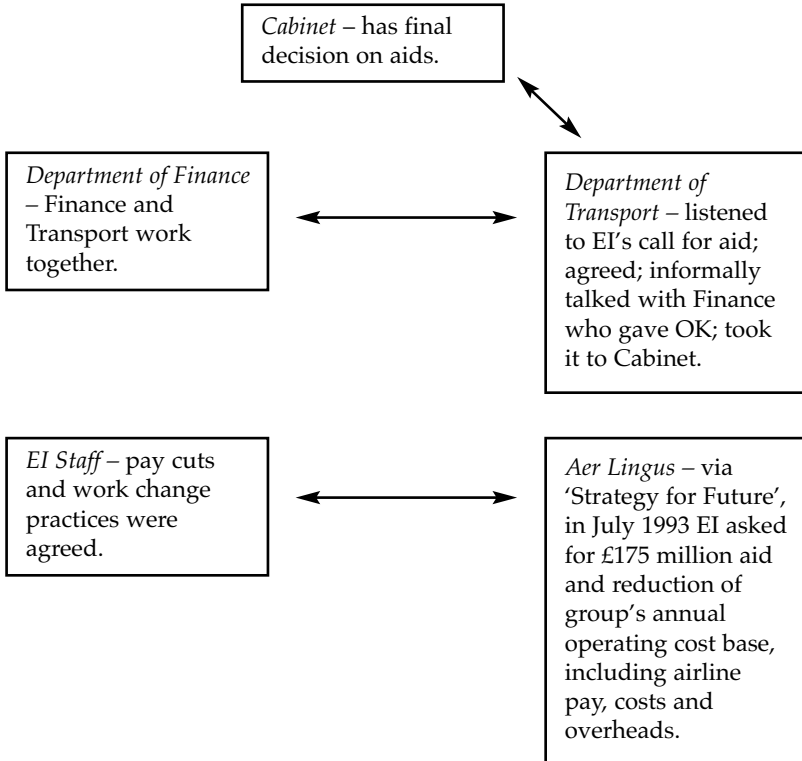 Cabinet – has final
decision on aids.
Department of Finance
– Finance and
Transport work
together.
Department of
Transport – listened
to EI’s call for aid;
agreed; informally
talked with Finance
who gave OK; took
it to Cabinet.
EI Staff – pay cuts
and work change
practices were
agreed.
Aer Lingus – via
‘Strategy for Future’,
in July 1993 EI asked
for £175 million aid
and reduction of
group’s annual
operating cost base,
including airline
pay, costs and
overheads.